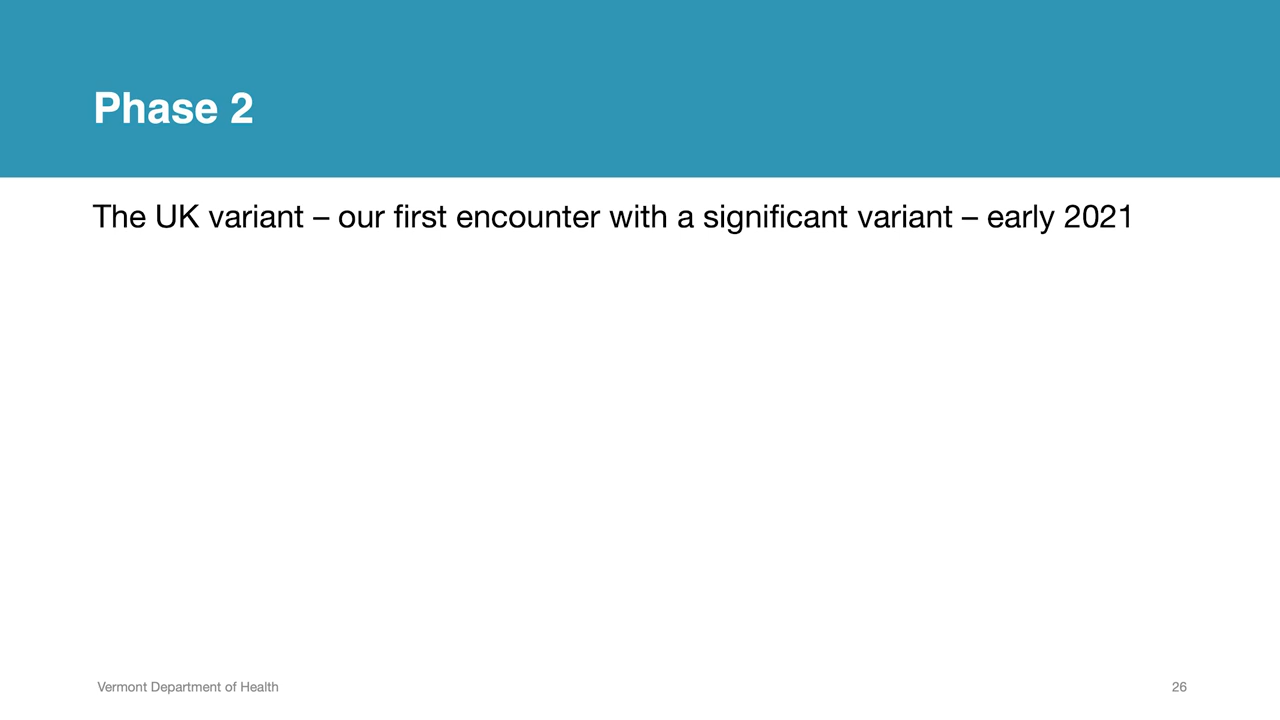 Phase 2
The UK variant – our first encounter with a significant variant – early 2021
Vermont Department of Health
26